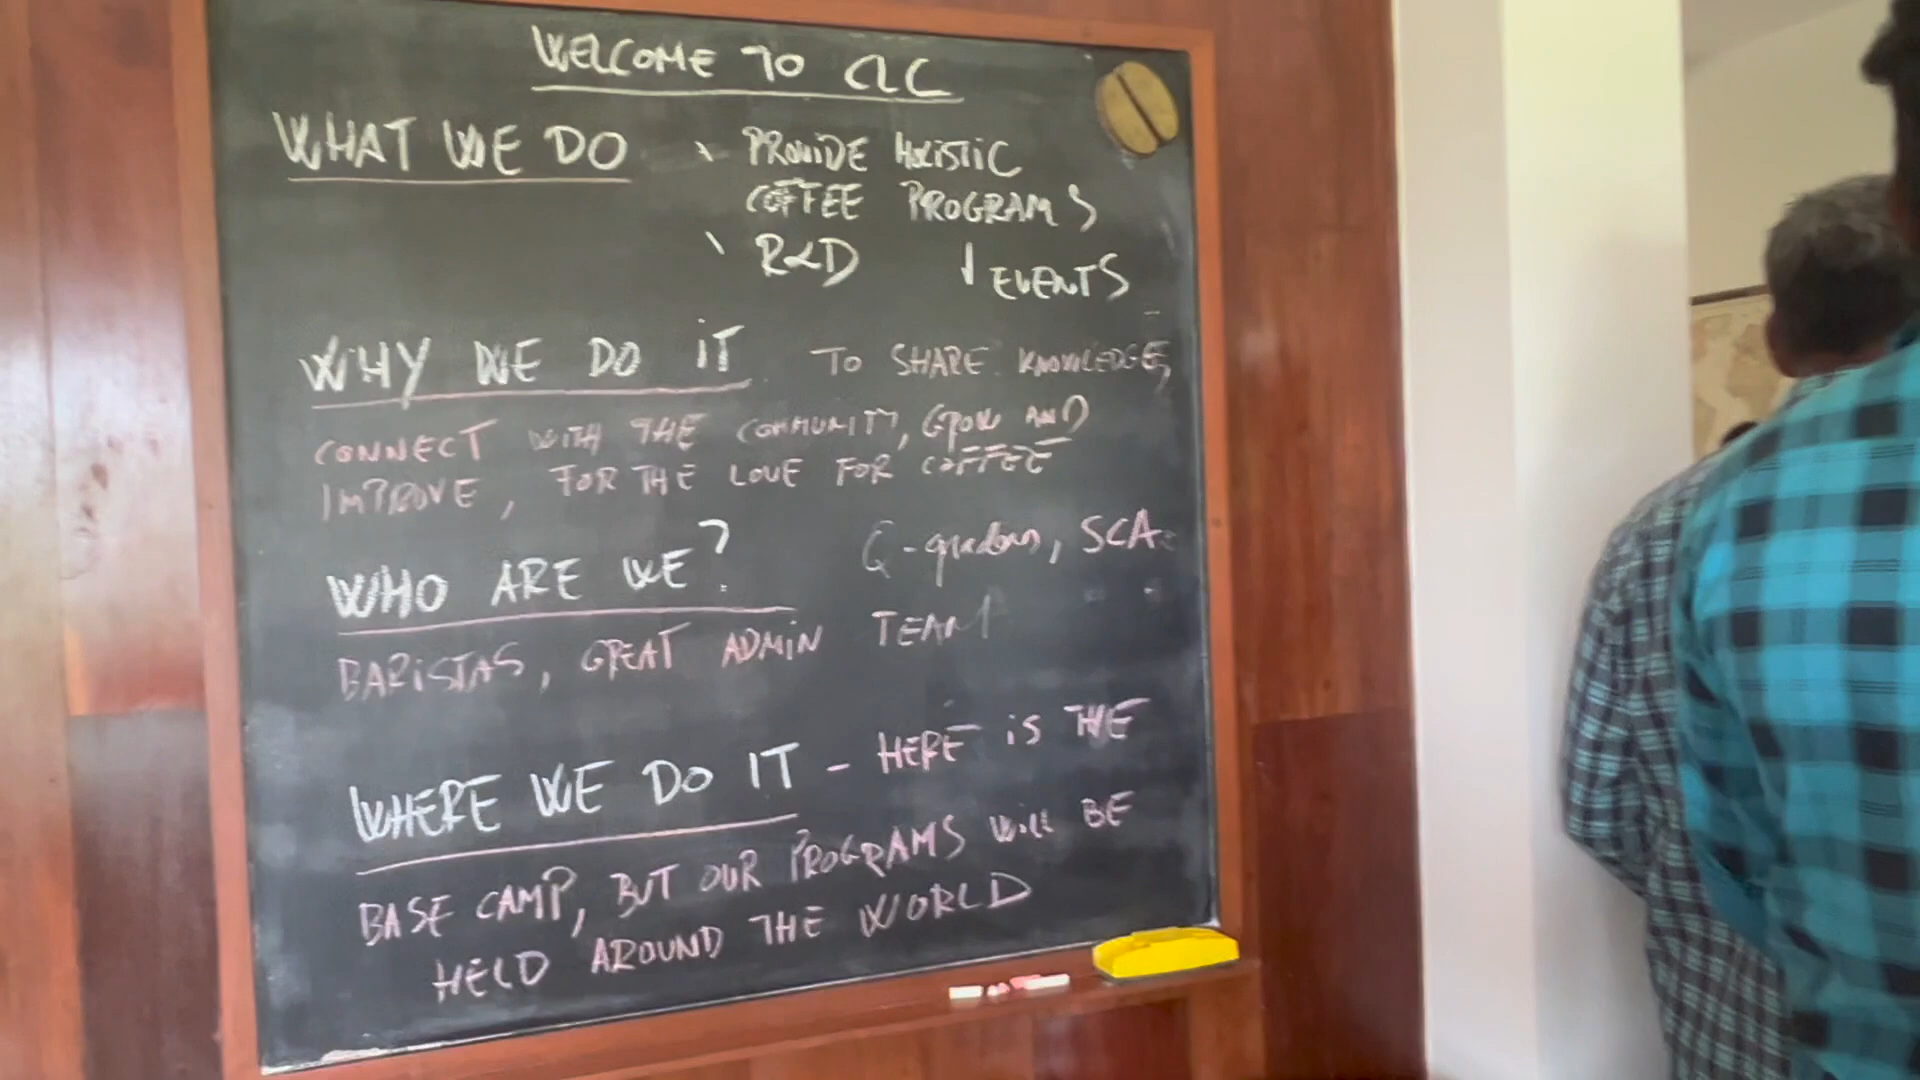 WELCOME TO CLC
WHAT WE DO
PROVIDE HOLISTIC
COFFEE PROGRAMS
R&D
EVENTS
WHY WE DO IT TO SHARE KNOWLEDGE,
CONNECT WITH THE COMMUNITY, GROW AND
IMPROVE, FOR THE LOVE FOR COFFEE
WHO ARE WE? Q-graders, SCA
BARISTAS, GREAT ADMIN TEAM
WHERE WE DO IT - HERE IS THE
BASE CAMP, BUT OUR PROGRAMS WILL BE
HELD AROUND THE WORLD